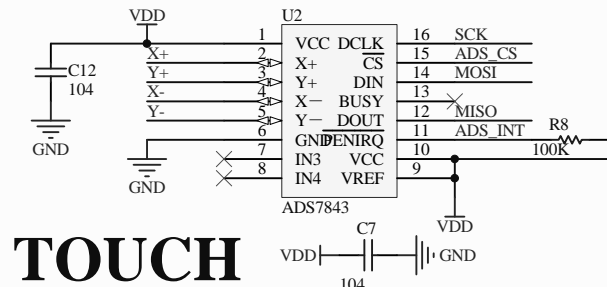 VDD
U2
1 VCC DCLK 16 SCK
X+ 2 X+ CS 15 ADS_CS
C12 Y+ 3 Y+ DIN 14 MOSI
104 X- 4 X— BUSY 13
Y- 5 Y— DOUT 12 MISO
6 GND PENIRQ 11 ADS_INT R8
GND 7 IN3 VCC 10 100K
GND 8 IN4 VREF 9
ADS7843
VDD
TOUCH
C7
VDD GND
104